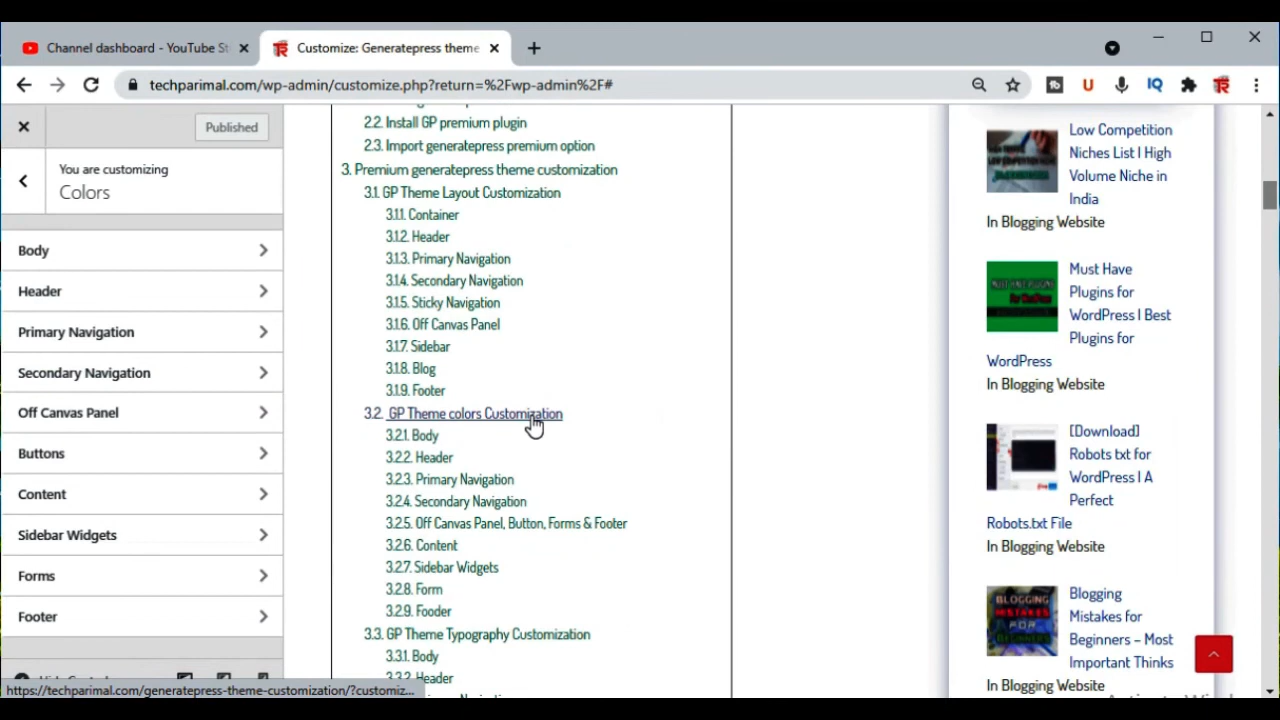 Channel dashboard - YouTube St
Customize: Generatepress theme
techparimal.com/wp-admin/customize.php?return=%2Fwp-admin%2F#
Published
You are customizing
Colors
Body
Header
Primary Navigation
Secondary Navigation
Off Canvas Panel
Buttons
Content
Sidebar Widgets
Forms
Footer
https://techparimal.com/generatepress-theme-customization/?customiz...
2.2. Install GP premium plugin
2.3. Import generatepress premium option
3. Premium generatepress theme customization
3.1. GP Theme Layout Customization
3.1.1. Container
3.1.2. Header
3.1.3. Primary Navigation
3.1.4. Secondary Navigation
3.1.5. Sticky Navigation
3.1.6. Off Canvas Panel
3.1.7. Sidebar
3.1.8. Blog
3.1.9. Footer
3.2. GP Theme colors Customization
3.2.1. Body
3.2.2. Header
3.2.3. Primary Navigation
3.2.4. Secondary Navigation
3.2.5. Off Canvas Panel, Button, Forms & Footer
3.2.6. Content
3.2.7. Sidebar Widgets
3.2.8. Form
3.2.9. Fooder
3.3. GP Theme Typography Customization
3.3.1. Body
3.3.2. Header
Low Competition
Niches List | High
Volume Niche in
India
In Blogging Website
Must Have
Plugins for
WordPress | Best
Plugins for
WordPress
In Blogging Website
[Download]
Robots txt for
WordPress | A
Perfect
Robots.txt File
In Blogging Website
BLOGGING
MISTAKES
FOR
BEGINNERS
Blogging
Mistakes for
Beginners – Most
Important Thinks
In Blogging Website